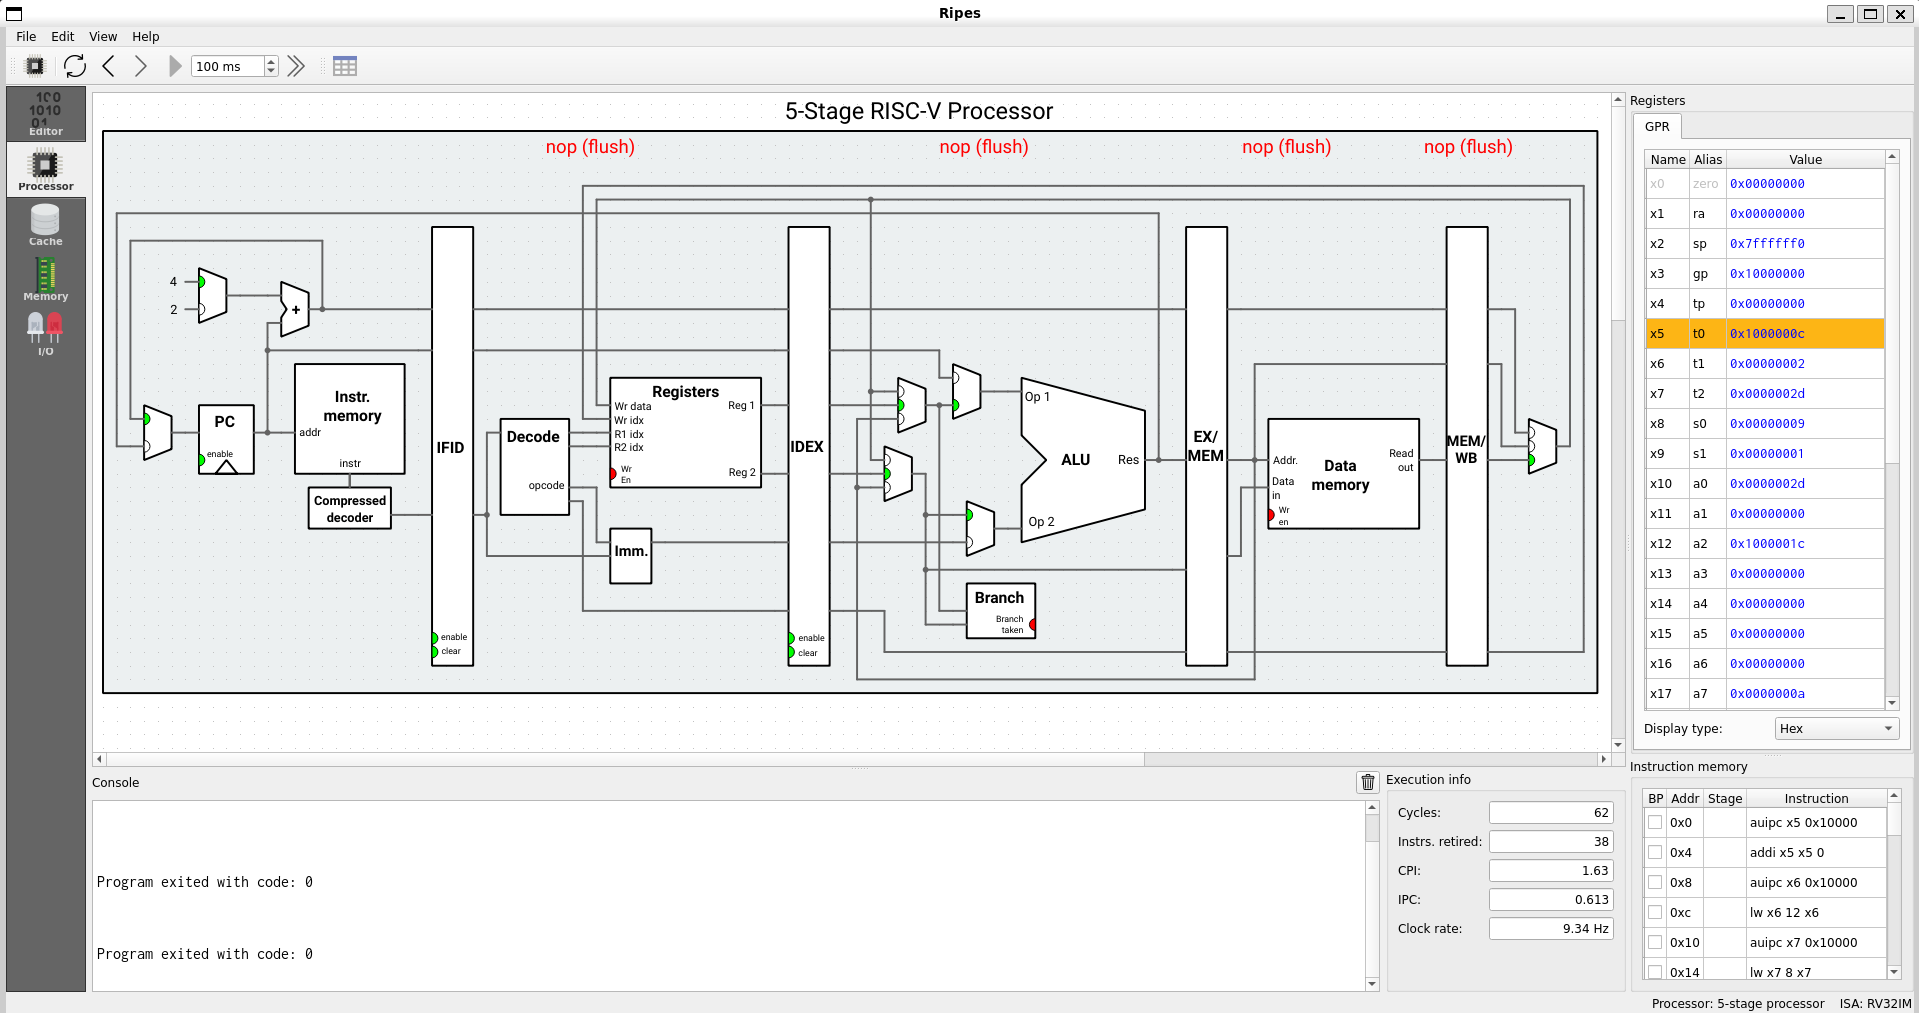 Ripes
File Edit View Help
100 ms
Editor
Processor
Cache
Memory
I/O
5-Stage RISC-V Processor
nop (flush) nop (flush) nop (flush) nop (flush)
4
2
+
PC
enable
Instr.
memory
addr
instr
Compressed
decoder
IFID
enable
clear
Decode
opcode
Registers
Wr data
Wr idx
R1 idx
R2 idx
Wr
En
Reg 1
Reg 2
Imm.
IDEX
enable
clear
Op 1
ALU
Res
Op 2
Branch
Branch
taken
EX/
MEM
Addr.
Data
in
Wr
en
Data
memory
Read
out
MEM/
WB
Registers
GPR
Name Alias Value
x0 zero 0x00000000
x1 ra 0x00000000
x2 sp 0x7ffffff0
x3 gp 0x10000000
x4 tp 0x00000000
x5 t0 0x1000000c
x6 t1 0x00000002
x7 t2 0x0000002d
x8 s0 0x00000009
x9 s1 0x00000001
x10 a0 0x0000002d
x11 a1 0x00000000
x12 a2 0x1000001c
x13 a3 0x00000000
x14 a4 0x00000000
x15 a5 0x00000000
x16 a6 0x00000000
x17 a7 0x0000000a
Display type: Hex
Console
Program exited with code: 0
Program exited with code: 0
Execution info
Cycles: 62
Instrs. retired: 38
CPI: 1.63
IPC: 0.613
Clock rate: 9.34 Hz
Instruction memory
BP Addr Stage Instruction
0x0 auipc x5 0x10000
0x4 addi x5 x5 0
0x8 auipc x6 0x10000
0xc lw x6 12 x6
0x10 auipc x7 0x10000
0x14 lw x7 8 x7
Processor: 5-stage processor ISA: RV32IM